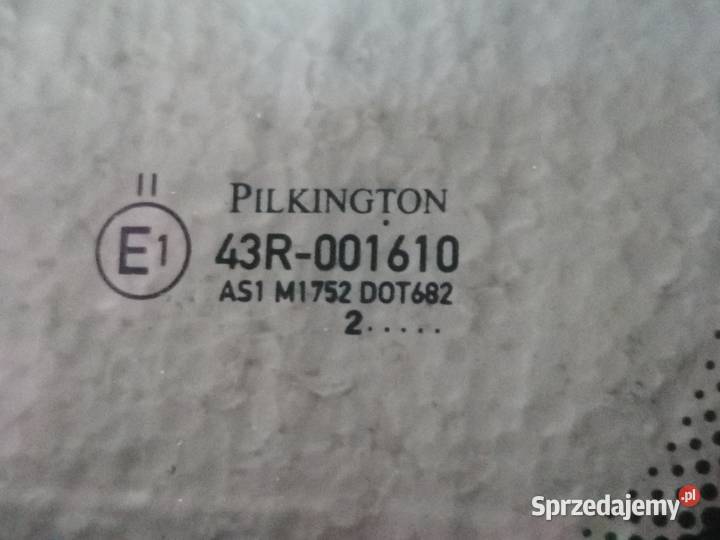 II
PILKINGTON
E1
43R-001610
AS1 M1752 DOT682
2.....
Sprzedajemy.pl